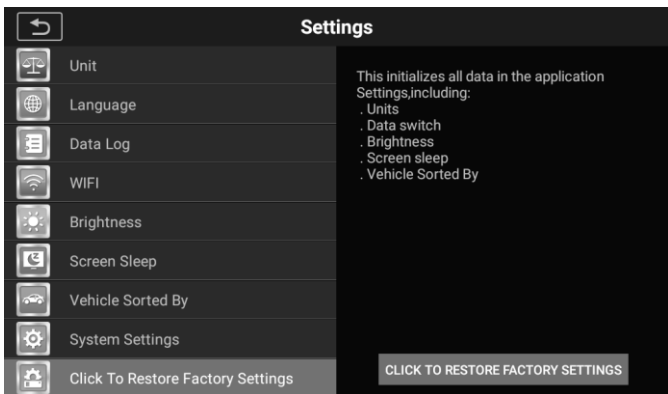 Settings
Unit
Language
Data Log
WIFI
Brightness
Screen Sleep
Vehicle Sorted By
System Settings
Click To Restore Factory Settings
This initializes all data in the application
Settings,including:
. Units
. Data switch
. Brightness
. Screen sleep
. Vehicle Sorted By
CLICK TO RESTORE FACTORY SETTINGS